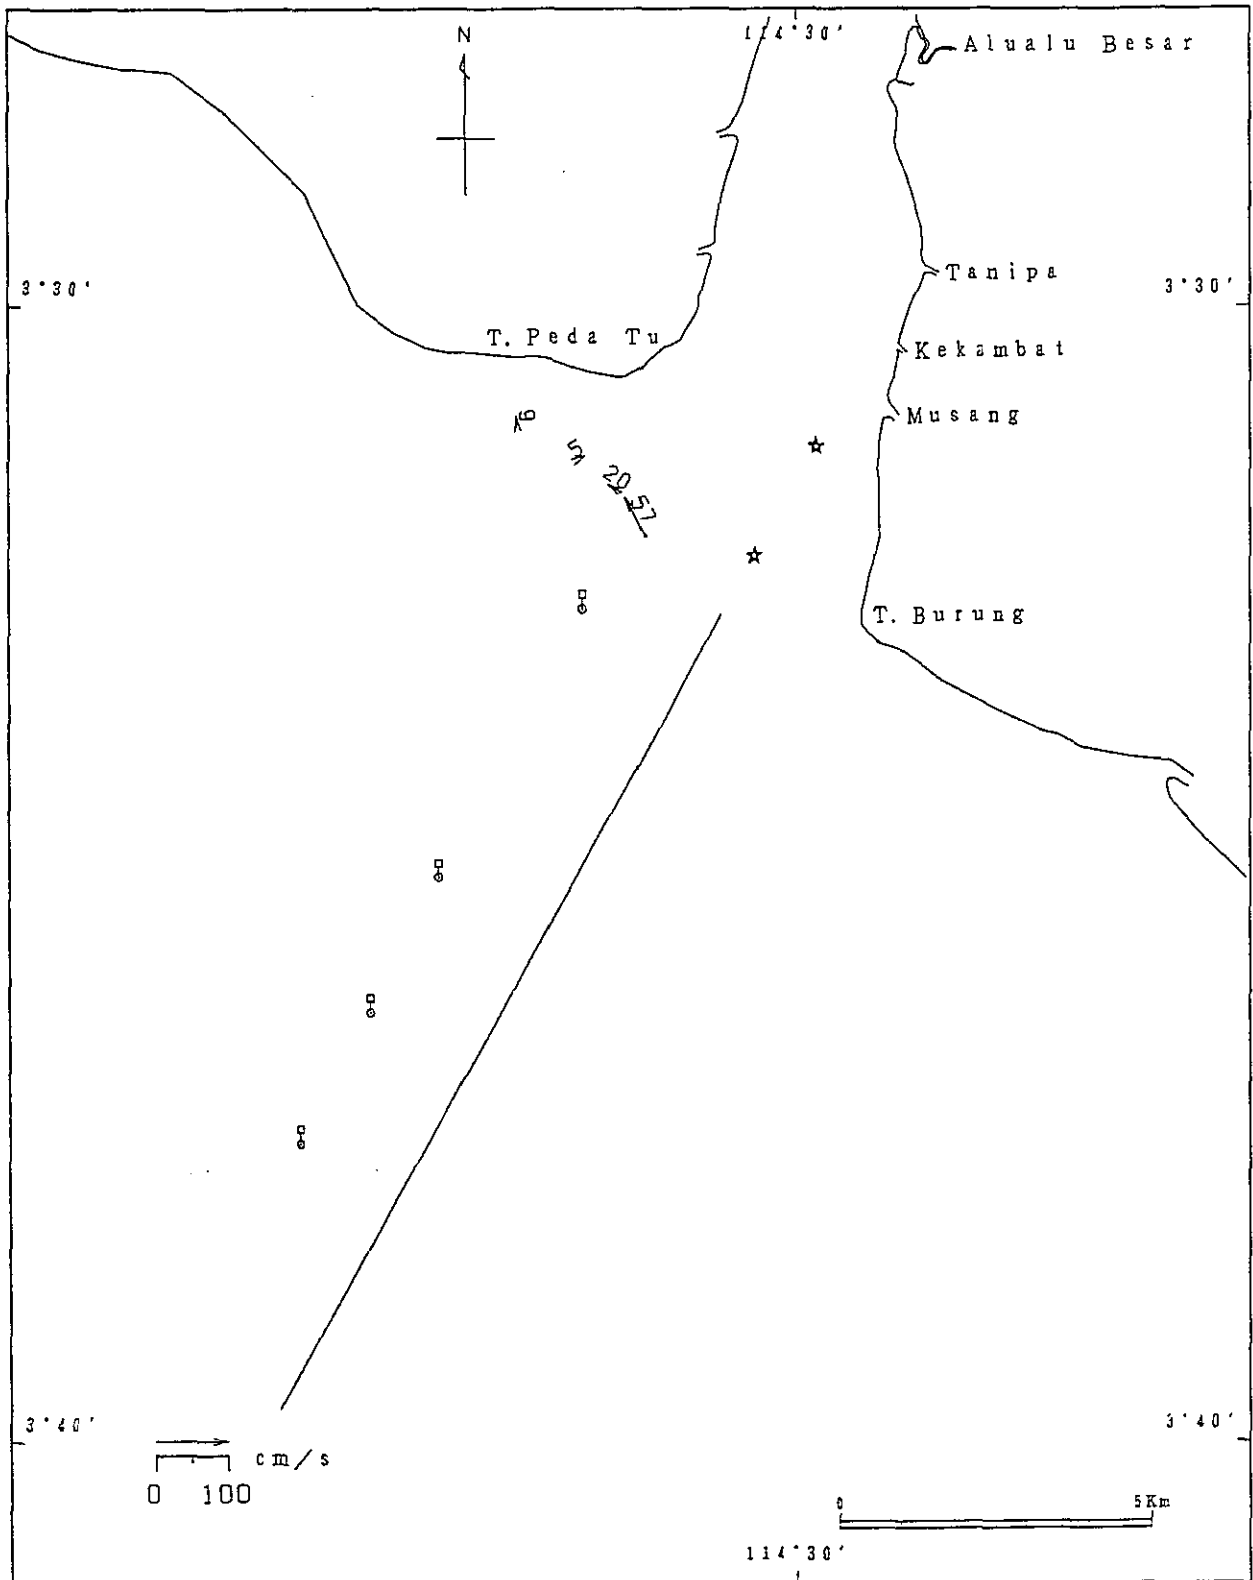 N
114°30'
Alualu Besar
Tanipa
3°30'
3°30'
T. Peda Tu
Kekambat
Musang
6
5
20
57
T. Burung
3°40'
3°40'
cm/s
0 100
0 5Km
114°30'